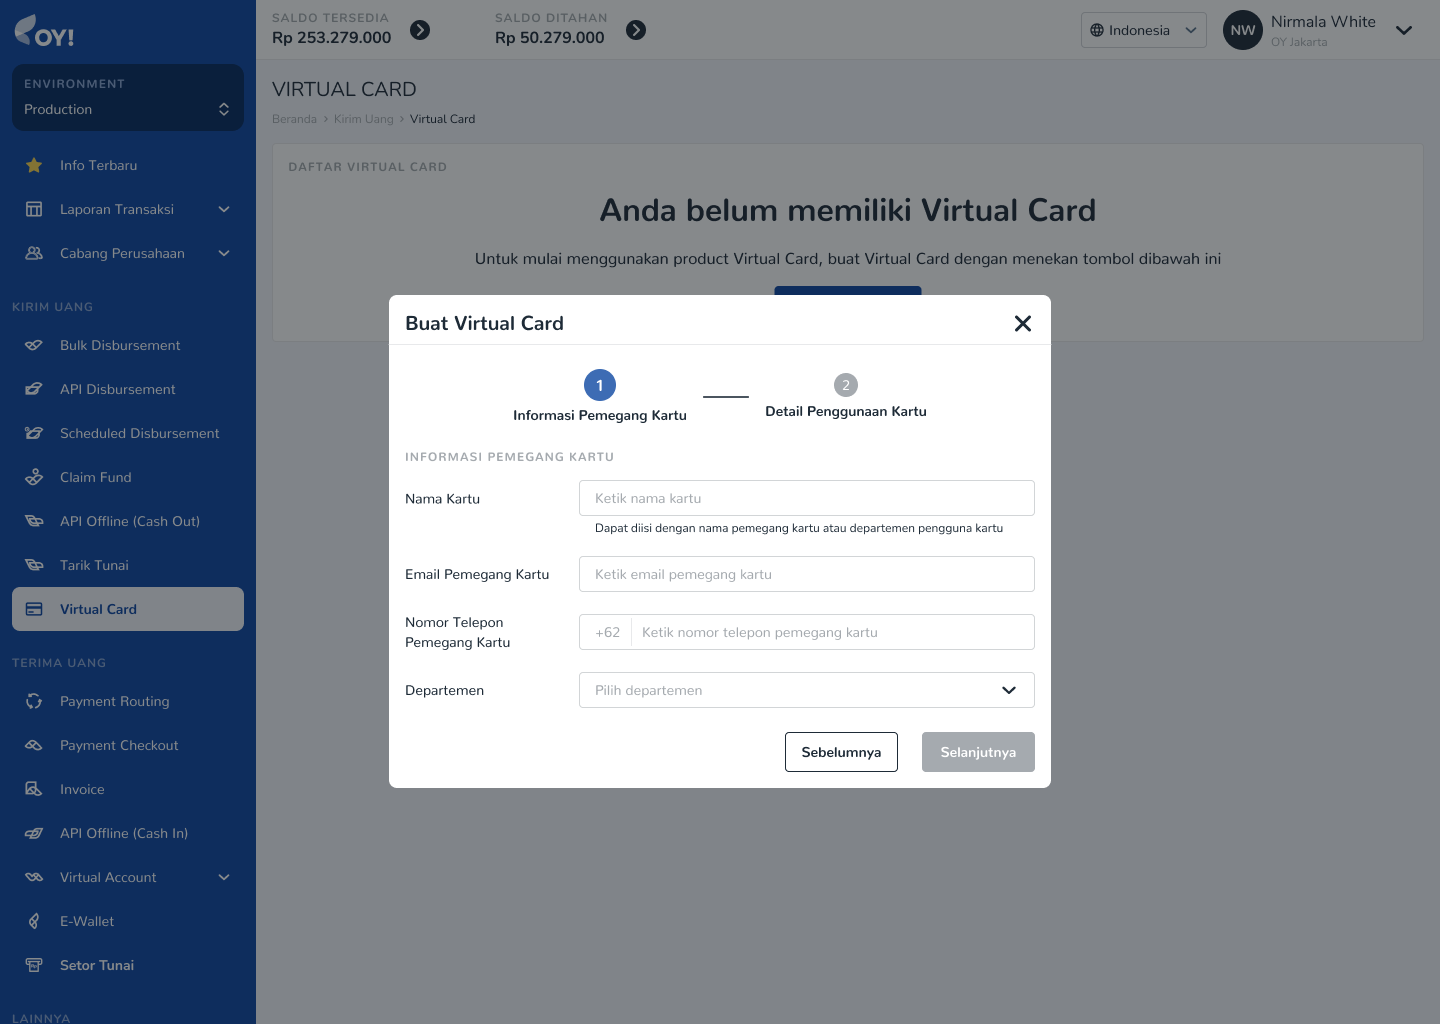 OY!
ENVIRONMENT
Production
Info Terbaru
Laporan Transaksi
Cabang Perusahaan
KIRIM UANG
Bulk Disbursement
API Disbursement
Scheduled Disbursement
Claim Fund
API Offline (Cash Out)
Tarik Tunai
Virtual Card
TERIMA UANG
Payment Routing
Payment Checkout
Invoice
API Offline (Cash In)
Virtual Account
E-Wallet
Setor Tunai
LAINNYA
SALDO TERSEDIA
Rp 253.279.000
SALDO DITAHAN
Rp 50.279.000
Indonesia
NW
Nirmala White
OY Jakarta
VIRTUAL CARD
Beranda > Kirim Uang > Virtual Card
DAFTAR VIRTUAL CARD
Anda belum memiliki Virtual Card
Untuk mulai menggunakan product Virtual Card, buat Virtual Card dengan menekan tombol dibawah ini
Buat Virtual Card
1
Informasi Pemegang Kartu
2
Detail Penggunaan Kartu
INFORMASI PEMEGANG KARTU
Nama Kartu
Ketik nama kartu
Dapat diisi dengan nama pemegang kartu atau departemen pengguna kartu
Email Pemegang Kartu
Ketik email pemegang kartu
Nomor Telepon
Pemegang Kartu
+62
Ketik nomor telepon pemegang kartu
Departemen
Pilih departemen
Sebelumnya
Selanjutnya